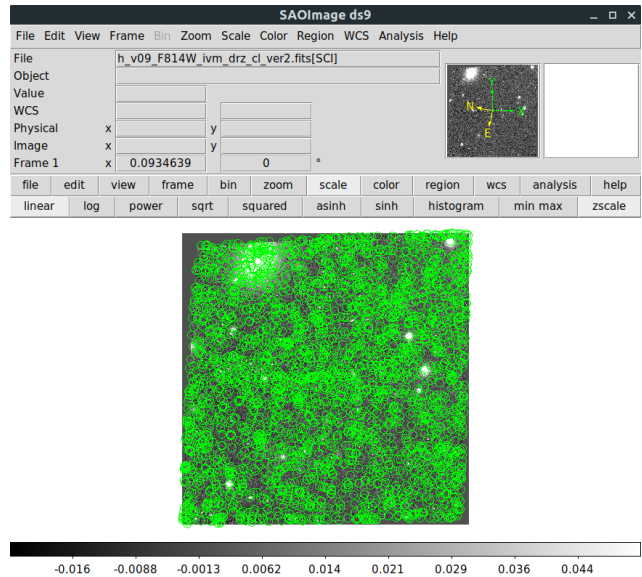 SAOImage ds9
File Edit View Frame Bin Zoom Scale Color Region WCS Analysis Help
File h_v09_F814W_ivm_drz_cl_ver2.fits[SCI]
Object
Value
WCS
Physical x y
Image x y
Frame 1 x 0.0934639 0 °
Y
N
X
E
file edit view frame bin zoom scale color region wcs analysis help
linear log power sqrt squared asinh sinh histogram min max zscale
-0.016 -0.0088 -0.0013 0.0062 0.014 0.021 0.029 0.036 0.044